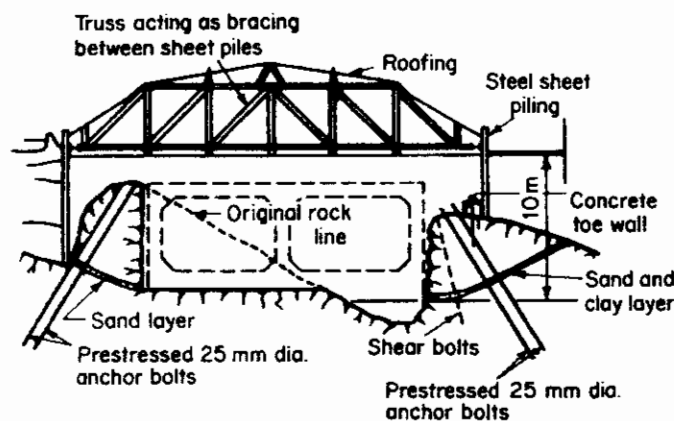 Truss acting as bracing
between sheet piles
Roofing
Steel sheet
piling
Original rock
line
10 m
Concrete
toe wall
Sand layer
Sand and
clay layer
Shear bolts
Prestressed 25 mm dia.
anchor bolts
Prestressed 25 mm dia.
anchor bolts